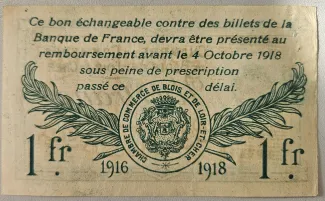 Ce bon échangeable contre des billets de la
Banque de France, devra être présenté au
remboursement avant le 4 Octobre 1918
sous peine de prescription
passé ce délai.
CHAMBRE DE COMMERCE DE BLOIS ET DE LOIR-ET-CHER
1 fr. 1916 1918 1 fr.